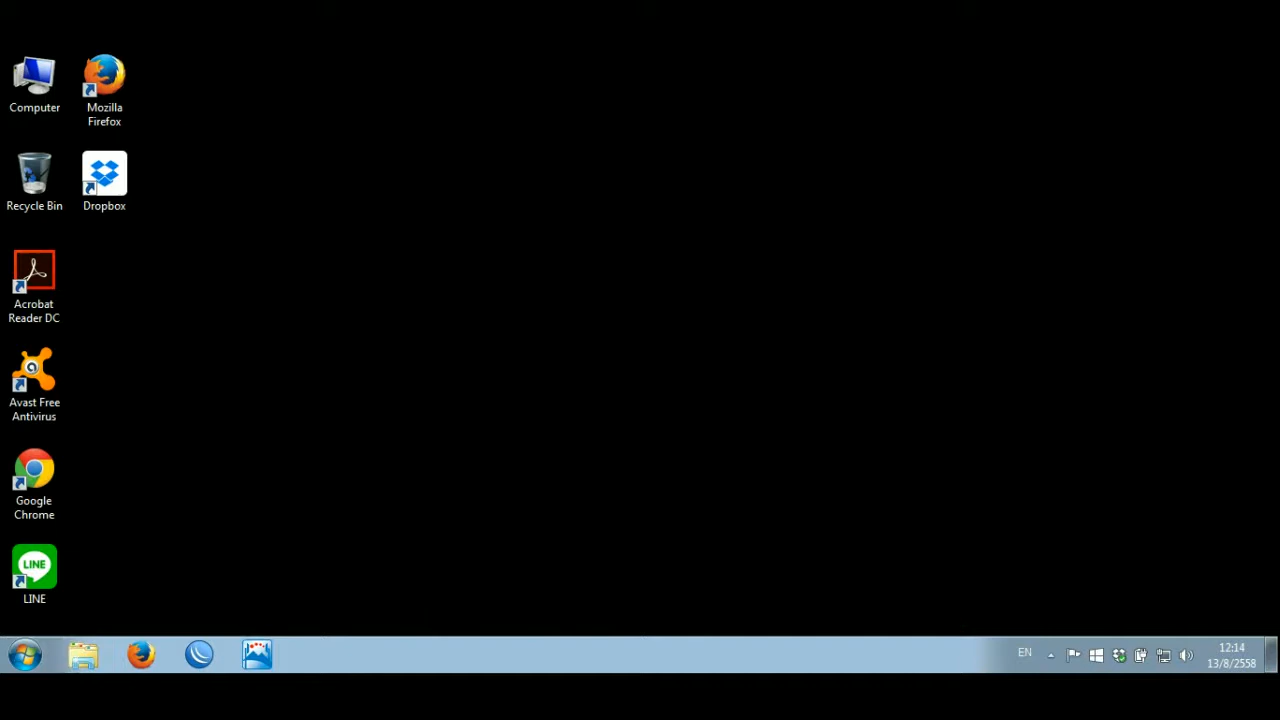 Computer
Mozilla
Firefox
Recycle Bin
Dropbox
Acrobat
Reader DC
Avast Free
Antivirus
Google
Chrome
LINE
LINE
EN
12:14
13/8/2558